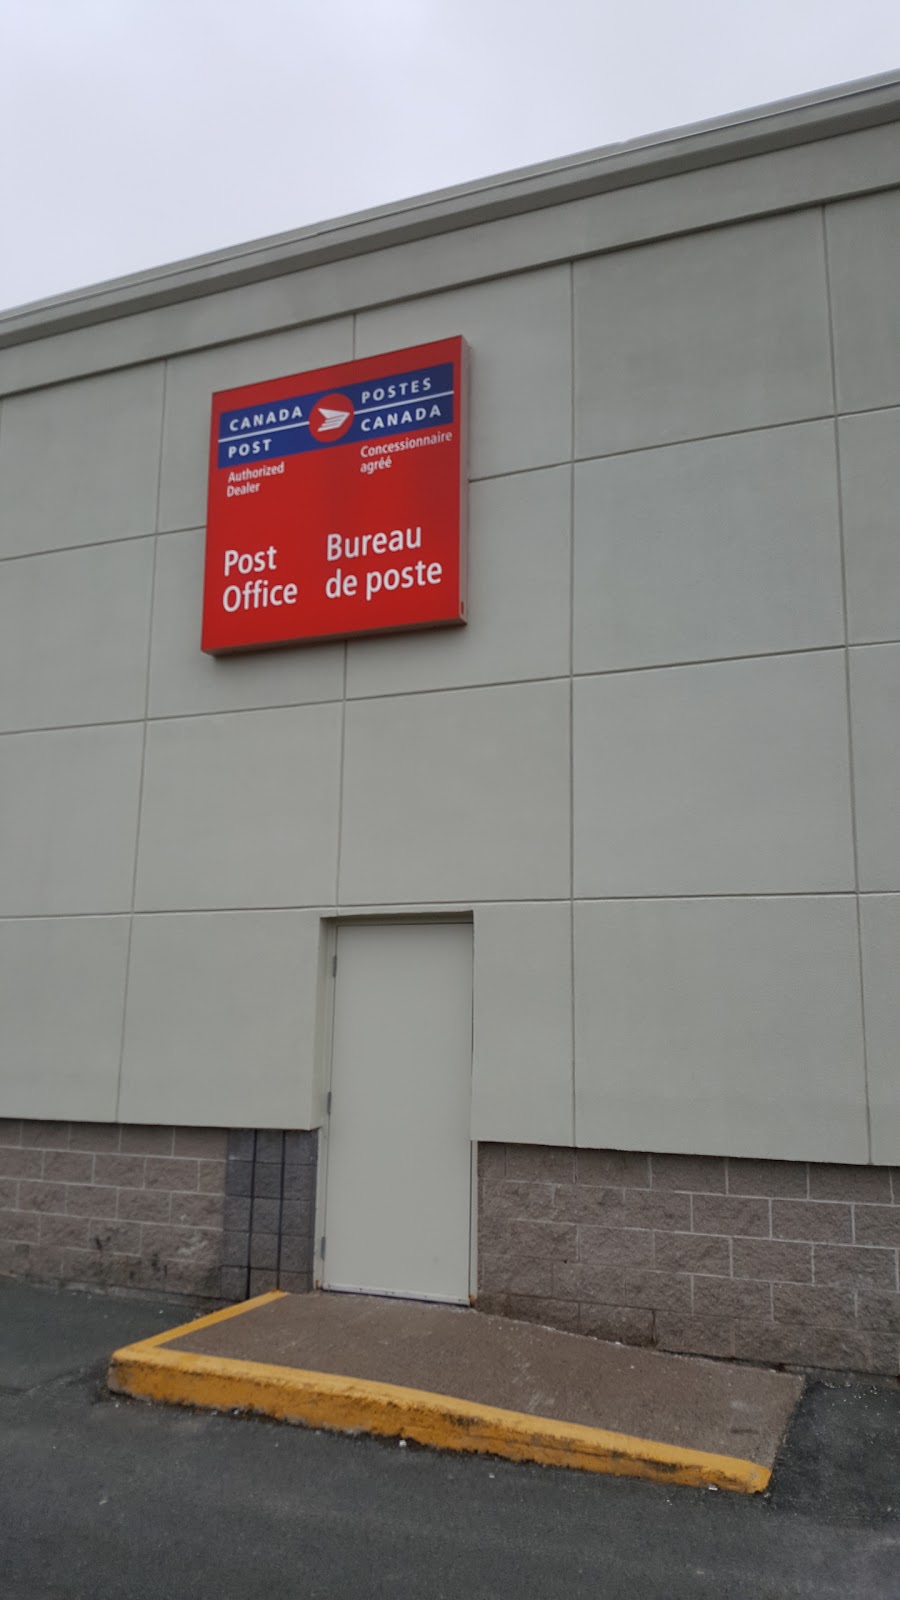 CANADA
POST
POSTES
CANADA
Authorized
Dealer
Concessionnaire
agréé
Post
Office
Bureau
de poste